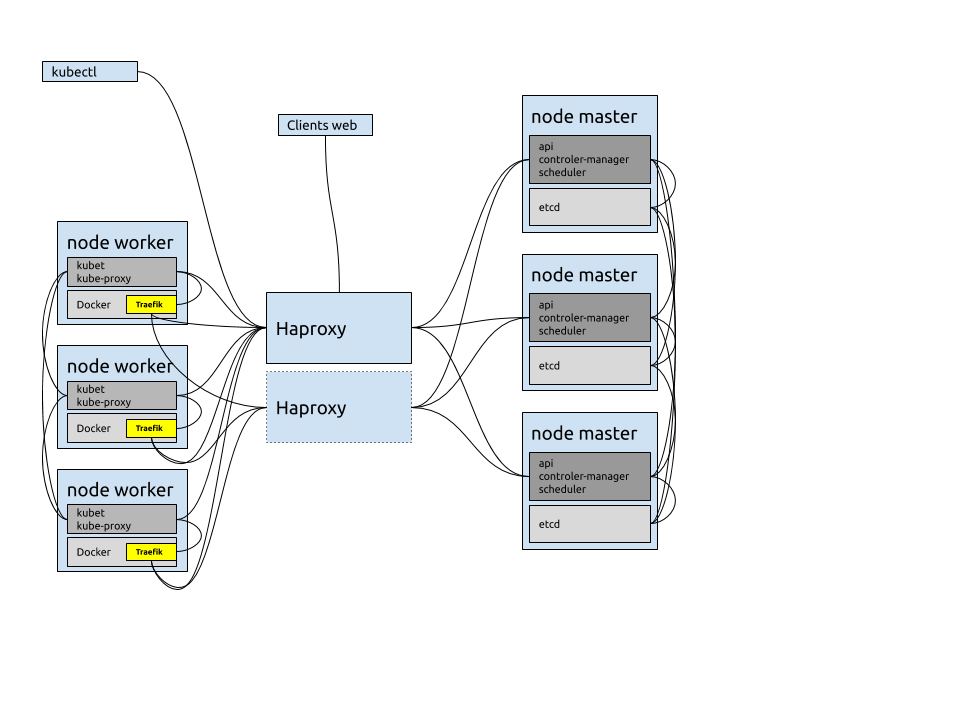 kubectl
Clients web
node worker
kubet
kube-proxy
Docker
Traefik
node worker
kubet
kube-proxy
Docker
Traefik
node worker
kubet
kube-proxy
Docker
Traefik
Haproxy
Haproxy
node master
api
controler-manager
scheduler
etcd
node master
api
controler-manager
scheduler
etcd
node master
api
controler-manager
scheduler
etcd